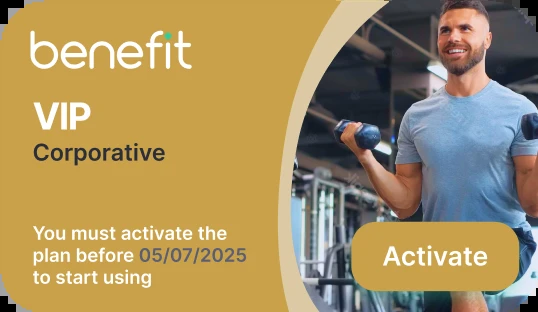 benefit
VIP
Corporative
You must activate the
plan before 05/07/2025
to start using
Activate